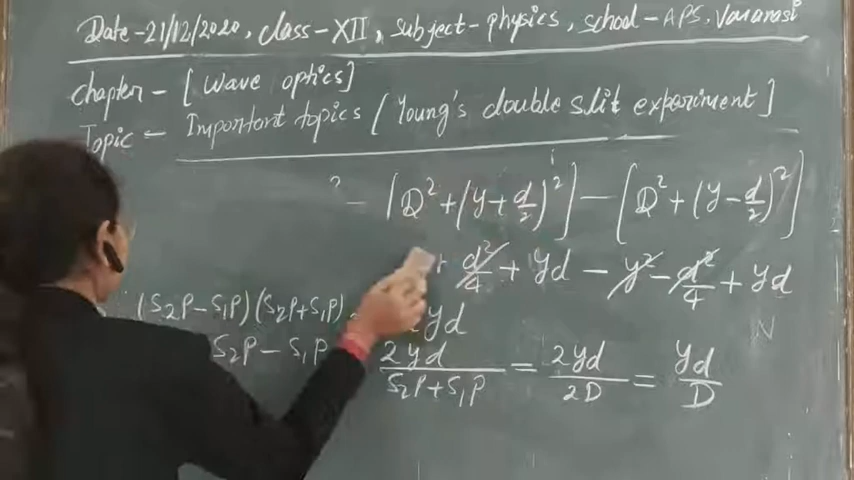 Date-21/12/2020, class-XII, subject-physics, school-APS, Varanasi
chapter - [wave optics]
Topic - Important topics [Young's double slit experiment]
2 = [D²+(y+d/2)²] - [D²+(y-d/2)²]
+ d²/4 + yd - y² - d²/4 + yd
(S₂P-S₁P)(S₂P+S₁P) = 2yd
S₂P - S₁P 2yd/S₂P+S₁P = 2yd/2D = yd/D